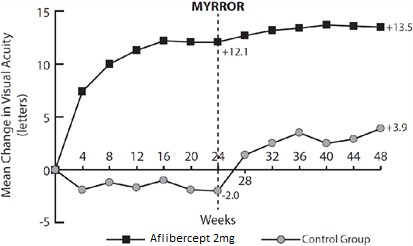 MYRROR
Mean Change in Visual Acuity
(letters)
15
10
5
0
-5
+13.5
+12.1
+3.9
-2.0
4 8 12 16 20 24 28 32 36 40 44 48
Weeks
Aflibercept 2mg Control Group